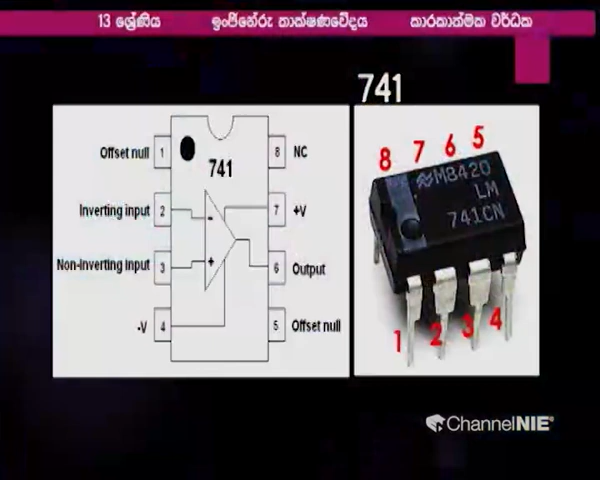 13 ශ්‍රේණිය ඉංජිනේරු තාක්ෂණවේදය කාරකාත්මක වර්ධක
741
Offset null 1
741
8 NC
Inverting input 2
-
7 +V
Non-Inverting input 3
+
6 Output
-V 4
5 Offset null
8 7 6 5
M8420
LM
741CN
1 2 3 4
ChannelNIE